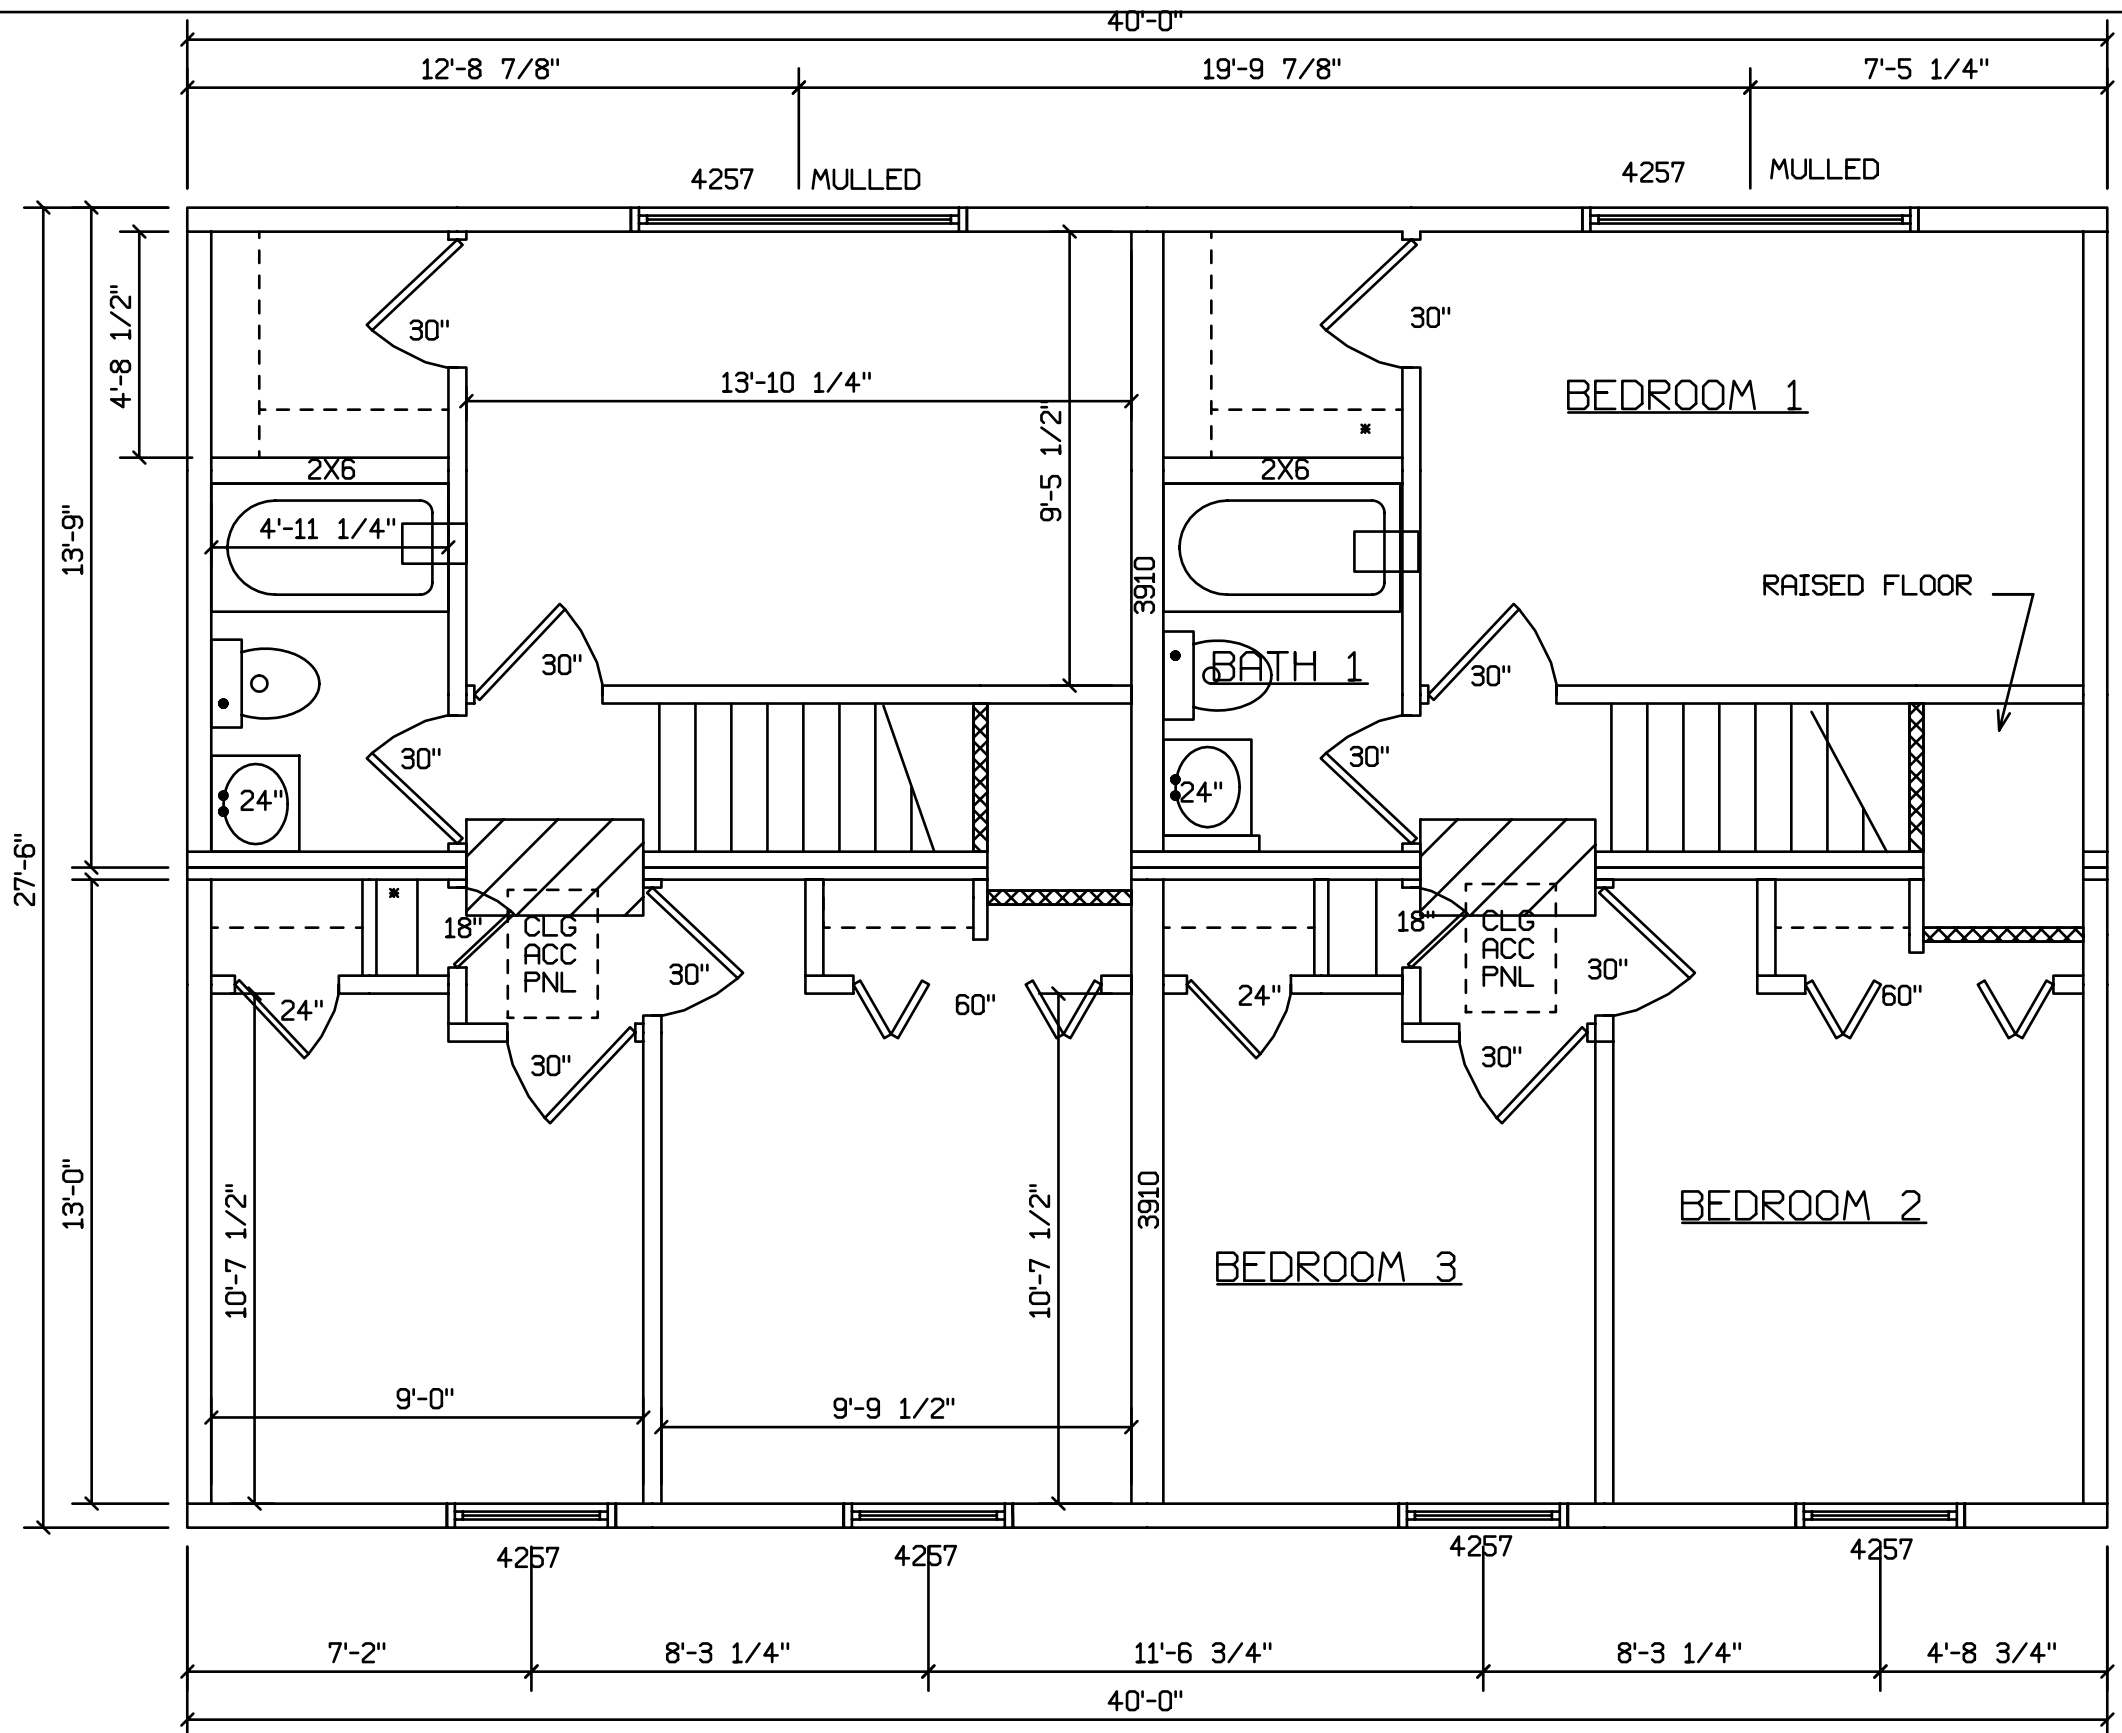 40'-0"
12'-8 7/8" 19'-9 7/8" 7'-5 1/4"
4257 MULLED 4257 MULLED
4'-8 1/2"
30" 30"
13'-10 1/4"
BEDROOM 1
9'-5 1/2"
*
2X6 2X6
4'-11 1/4"
13'-9"
3910
RAISED FLOOR
30" BATH 1 30"
30" 30"
24" 24"
27'-6"
*
18" CLG 18" CLG
ACC ACC
PNL PNL
30" 30"
24" 60" 24" 60"
30" 30"
13'-0"
10'-7 1/2" 10'-7 1/2"
3910
BEDROOM 2
BEDROOM 3
9'-0" 9'-9 1/2"
4257 4257 4257 4257
7'-2" 8'-3 1/4" 11'-6 3/4" 8'-3 1/4" 4'-8 3/4"
40'-0"